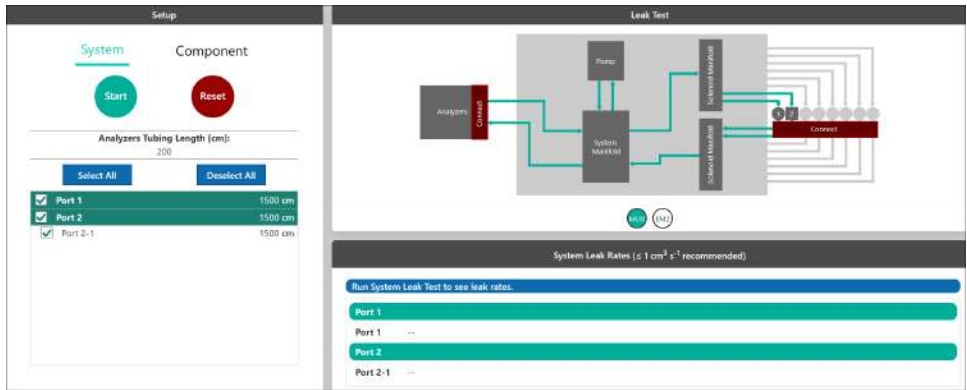 Setup
System
Component
Start
Reset
Analyzers Tubing Length (cm):
200
Select All
Deselect All
Port 1 1500 cm
Port 2 1500 cm
Port 2-1 1500 cm
Leak Test
Pump
Analyzers
Connect
System Manifold
Solenoid Manifold
Solenoid Manifold
1 2
Connect
MUX EM2
System Leak Rates (≤ 1 cm³ s⁻¹ recommended)
Run System Leak Test to see leak rates.
Port 1
Port 1 --
Port 2
Port 2-1 --